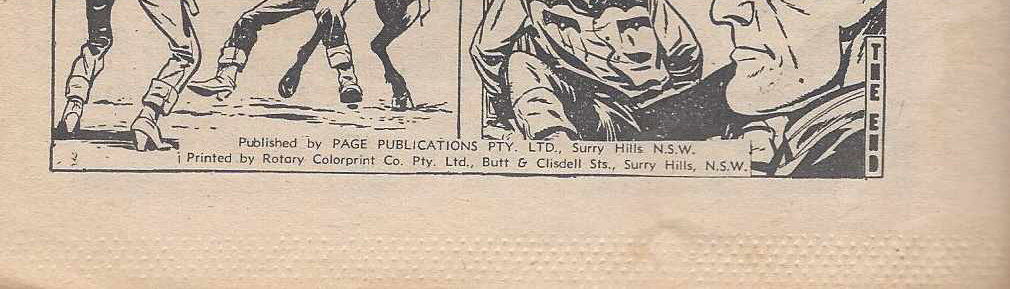 Published by PAGE PUBLICATIONS PTY. LTD., Surry Hills N.S.W.
Printed by Rotary Colorprint Co. Pty. Ltd., Butt & Clisdell Sts., Surry Hills, N.S.W.
THE END